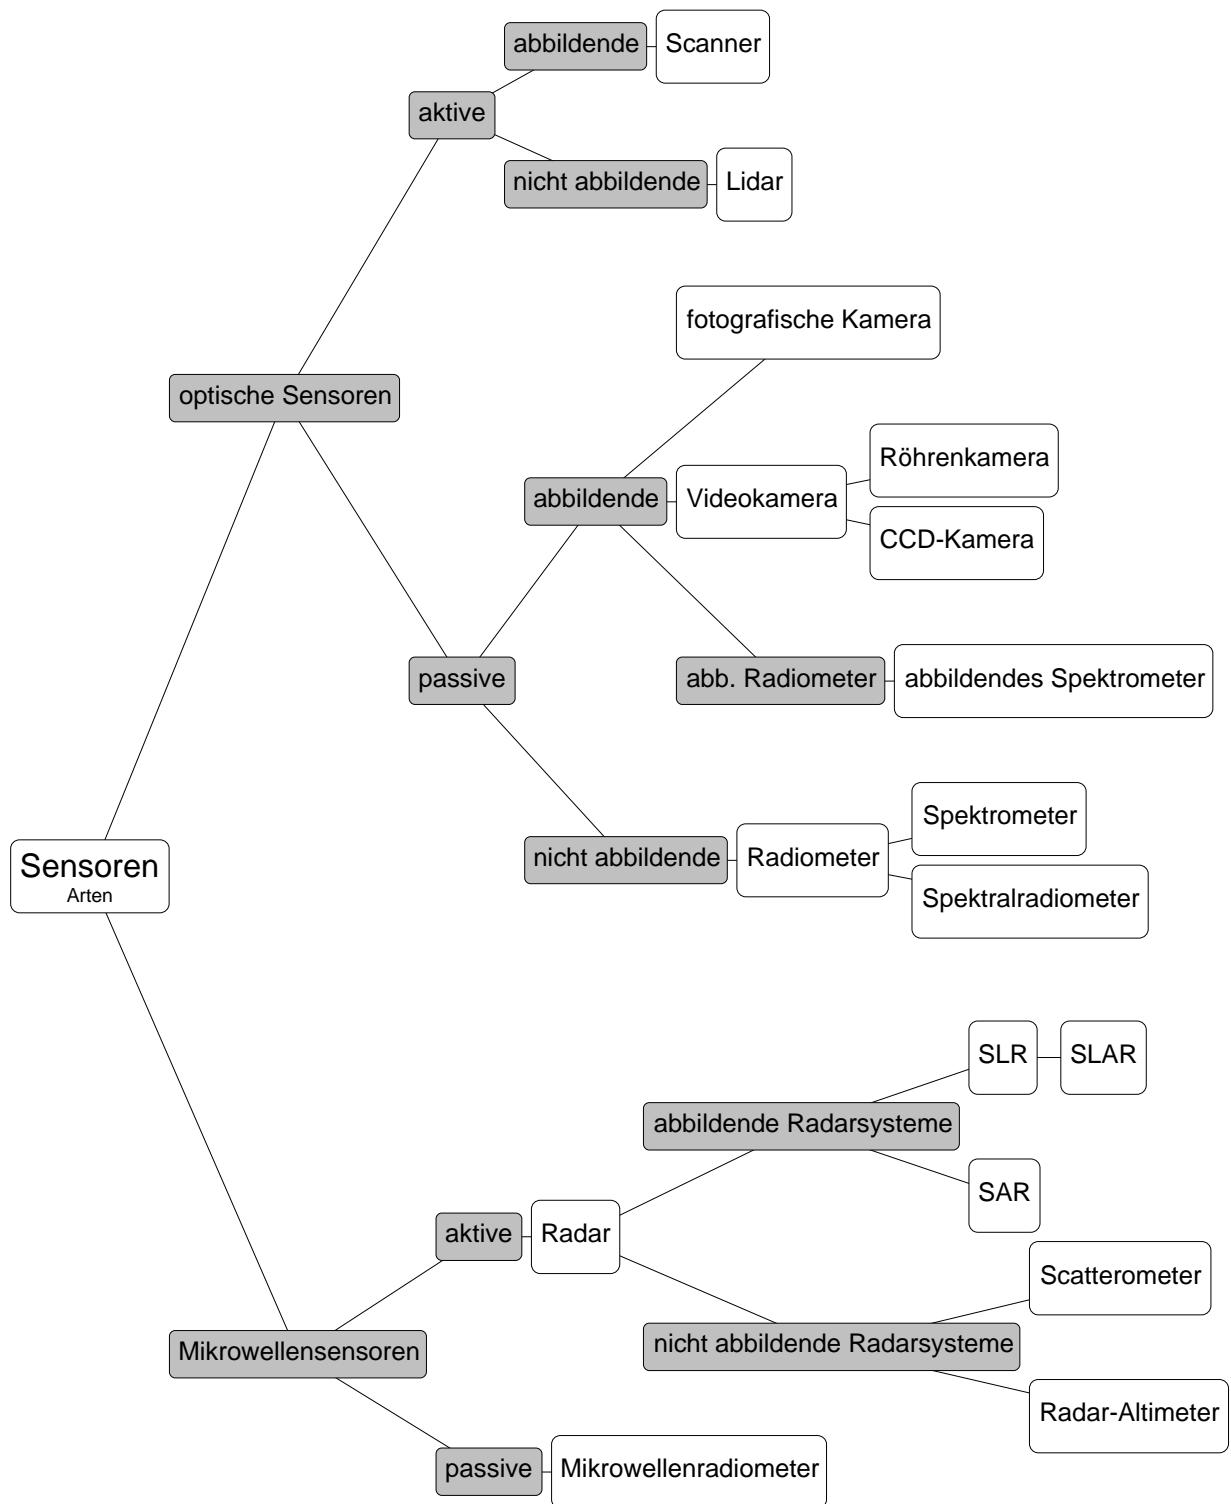 abbildende
Scanner
aktive
nicht abbildende
Lidar
fotografische Kamera
optische Sensoren
Röhrenkamera
abbildende
Videokamera
CCD-Kamera
passive
abb. Radiometer
abbildendes Spektrometer
Spektrometer
nicht abbildende
Radiometer
Sensoren
Arten
Spektralradiometer
SLR
SLAR
abbildende Radarsysteme
SAR
aktive
Radar
Scatterometer
Mikrowellensensoren
nicht abbildende Radarsysteme
Radar-Altimeter
passive
Mikrowellenradiometer